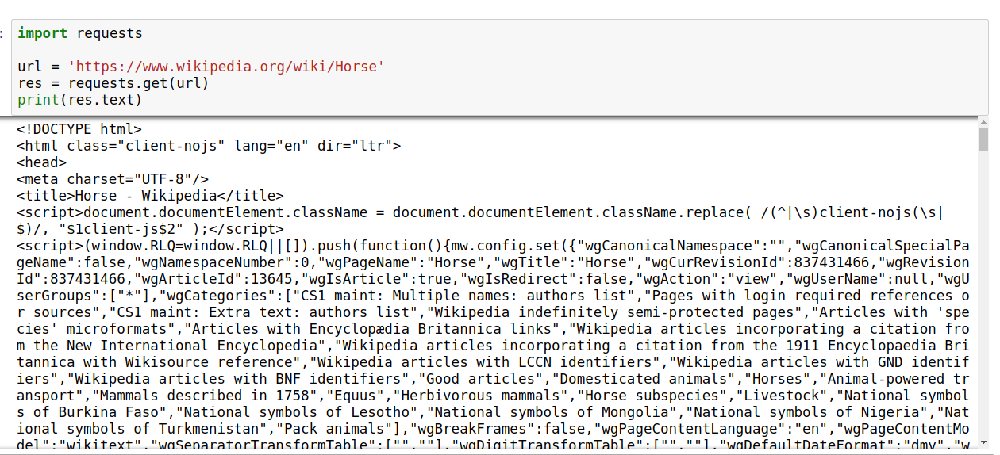 :
import requests
url = 'https://www.wikipedia.org/wiki/Horse'
res = requests.get(url)
print(res.text)
<!DOCTYPE html>
<html class="client-nojs" lang="en" dir="ltr">
<head>
<meta charset="UTF-8"/>
<title>Horse - Wikipedia</title>
<script>document.documentElement.className = document.documentElement.className.replace( /(^|\s)client-nojs(\s|
$)/, "$1client-js$2" );</script>
<script>(window.RLQ=window.RLQ||[]).push(function(){mw.config.set({"wgCanonicalNamespace":"","wgCanonicalSpecialPa
geName":false,"wgNamespaceNumber":0,"wgPageName":"Horse","wgTitle":"Horse","wgCurRevisionId":837431466,"wgRevision
Id":837431466,"wgArticleId":13645,"wgIsArticle":true,"wgIsRedirect":false,"wgAction":"view","wgUserName":null,"wgU
serGroups":["*"],"wgCategories":["CS1 maint: Multiple names: authors list","Pages with login required references o
r sources","CS1 maint: Extra text: authors list","Wikipedia indefinitely semi-protected pages","Articles with 'spe
cies' microformats","Articles with Encyclopædia Britannica links","Wikipedia articles incorporating a citation fro
m the New International Encyclopedia","Wikipedia articles incorporating a citation from the 1911 Encyclopaedia Bri
tannica with Wikisource reference","Wikipedia articles with LCCN identifiers","Wikipedia articles with GND identif
iers","Wikipedia articles with BNF identifiers","Good articles","Domesticated animals","Horses","Animal-powered tr
ansport","Mammals described in 1758","Equus","Herbivorous mammals","Horse subspecies","Livestock","National symbol
s of Burkina Faso","National symbols of Lesotho","National symbols of Mongolia","National symbols of Nigeria","Nat
ional symbols of Turkmenistan","Pack animals"],"wgBreakFrames":false,"wgPageContentLanguage":"en","wgPageContentMo
del":"wikitext","wgSeparatorTransformTable":["",""],"wgDigitTransformTable":["",""],"wgDefaultDateFormat":"dmy","w